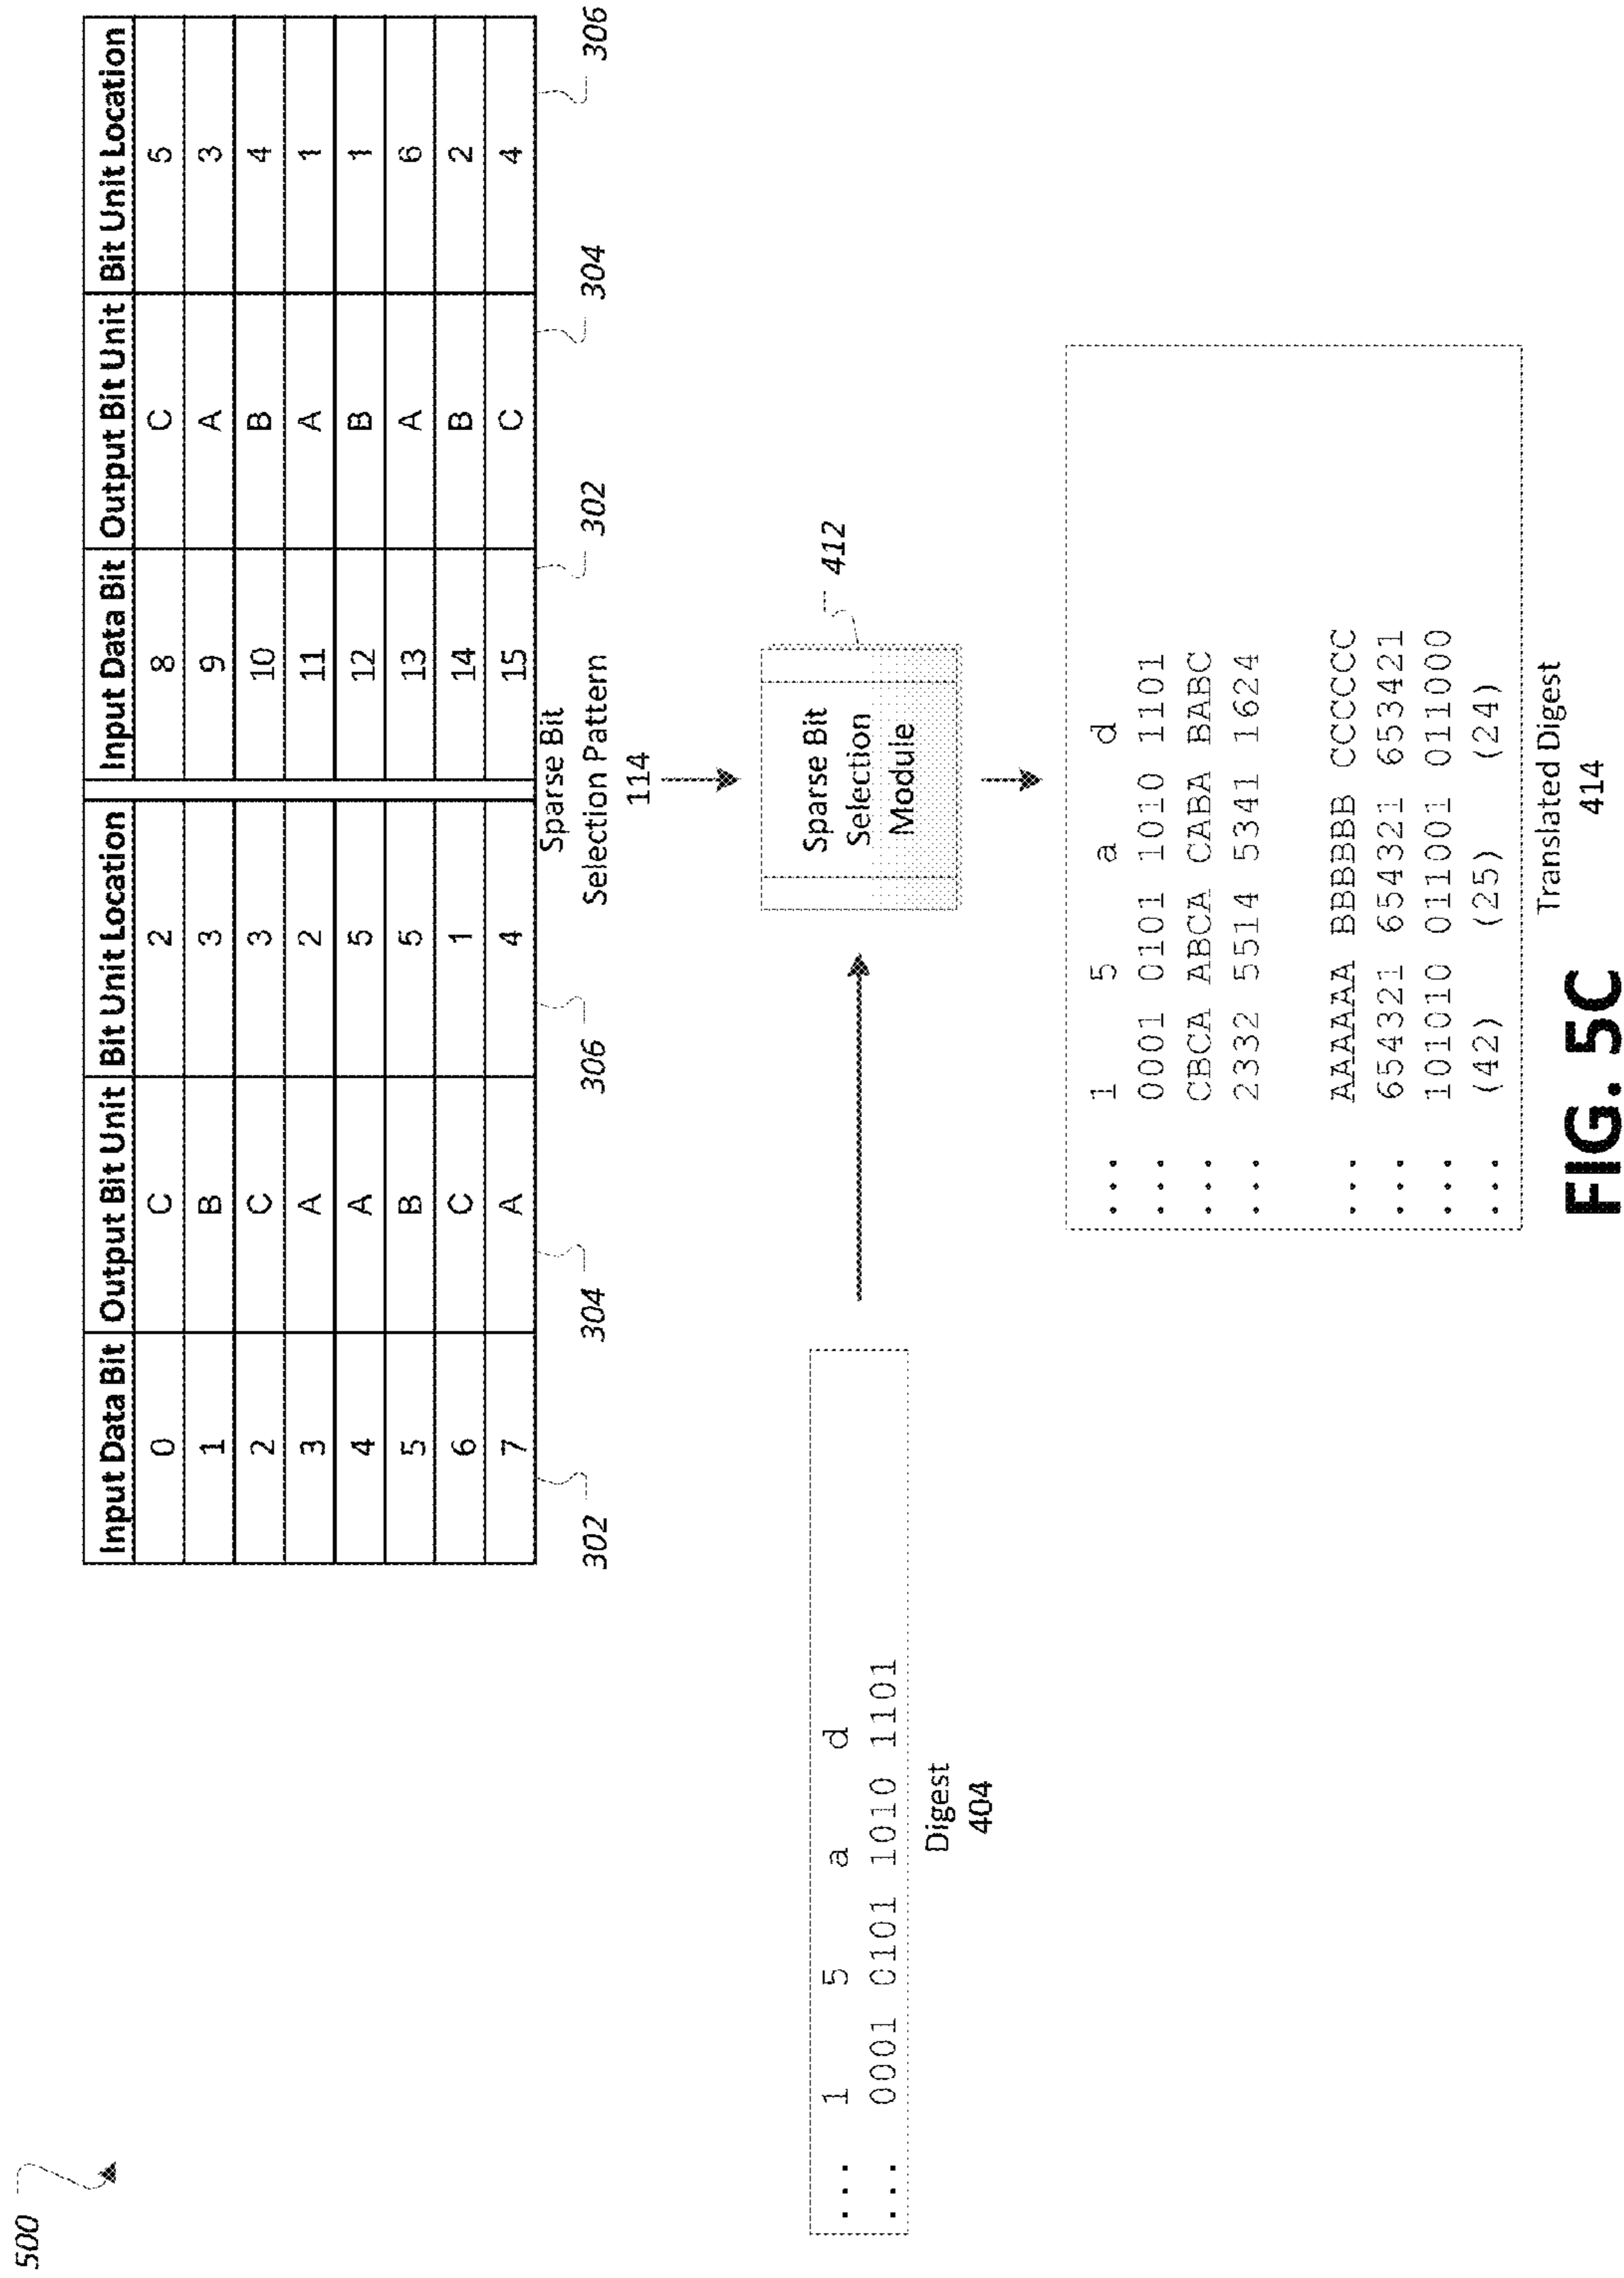 500
Input Data Bit Output Bit Unit Bit Unit Location Input Data Bit Output Bit Unit Bit Unit Location
0 C 2 8 C 5
1 B 3 9 A 3
2 C 3 10 B 4
3 A 2 11 A 1
4 A 5 12 B 1
5 B 5 13 A 6
6 C 1 14 B 2
7 A 4 15 C 4
302 304 306 302 304 306
Sparse Bit
Selection Pattern
114
... 1 5 a d
... 0001 0101 1010 1101
Digest
404
Sparse Bit
Selection
Module
412
... 1 5 a d
... 0001 0101 1010 1101
... CBCA ABCA CABA BABC
... 2332 5514 5341 1624
... AAAAAA BBBBBB CCCCCC
... 654321 654321 653421
... 101010 011001 011000
... (42) (25) (24)
Translated Digest
414
FIG. 5C